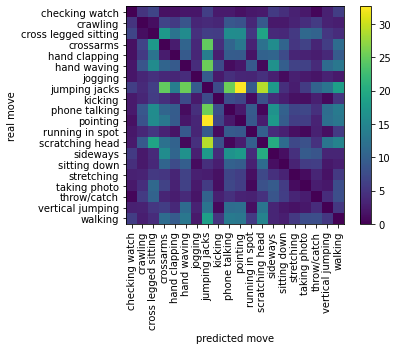 real move
checking watch
crawling
cross legged sitting
crossarms
hand clapping
hand waving
jogging
jumping jacks
kicking
phone talking
pointing
running in spot
scratching head
sideways
sitting down
stretching
taking photo
throw/catch
vertical jumping
walking
checking watch
crawling
cross legged sitting
crossarms
hand clapping
hand waving
jogging
jumping jacks
kicking
phone talking
pointing
running in spot
scratching head
sideways
sitting down
stretching
taking photo
throw/catch
vertical jumping
walking
predicted move
30
25
20
15
10
5
0